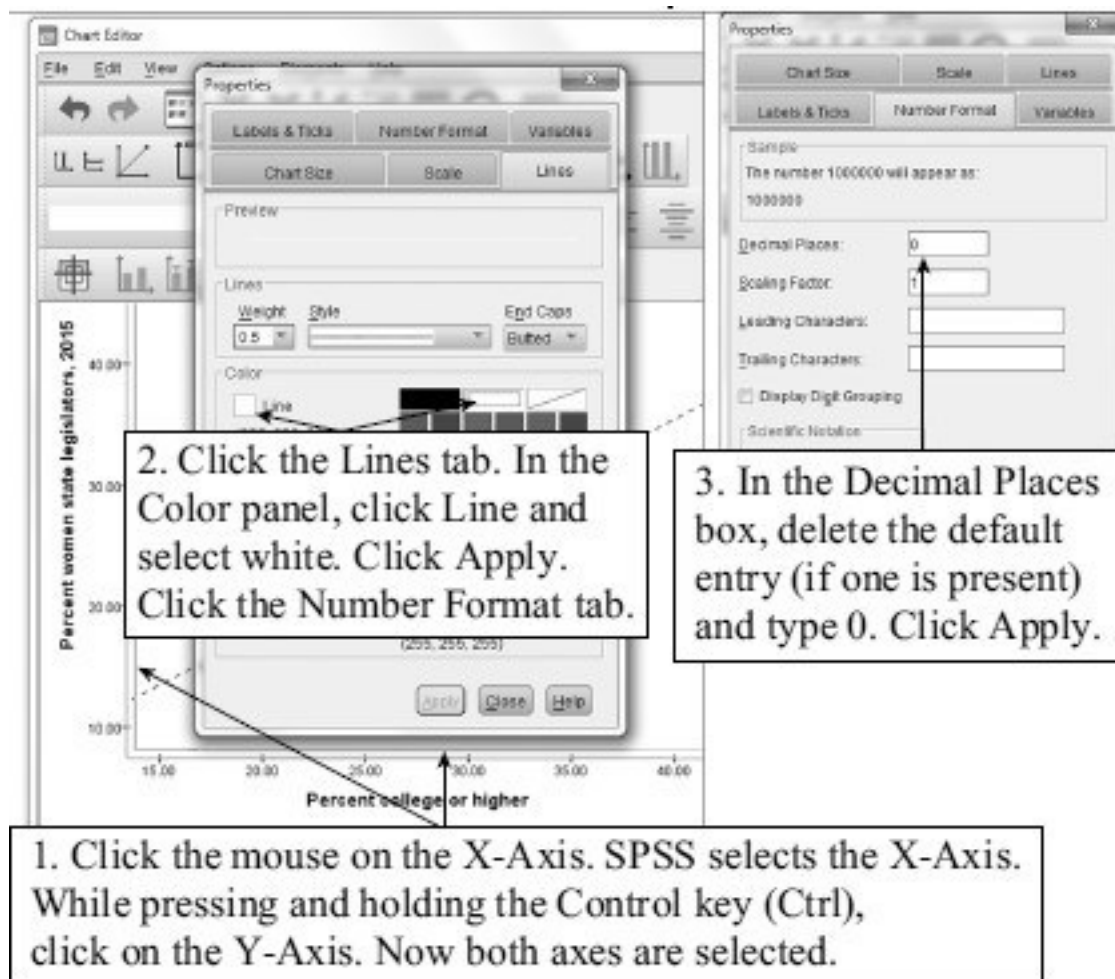 Chart Editor
File Edit View Options Elements Help
Properties
Labels & Ticks Number Format Variables
Chart Size Scale Lines
Preview
Lines
Weight Style End Caps
0.5 Butted
Color
Line
(255, 255, 255)
Apply Close Help
Properties
Chart Size Scale Lines
Labels & Ticks Number Format Variables
Sample
The number 1000000 will appear as:
1000000
Decimal Places: 0
Scaling Factor: 1
Leading Characters:
Trailing Characters:
Display Digit Grouping
Scientific Notation
Percent women state legislators, 2015
40.00
30.00
20.00
10.00
15.00 20.00 25.00 30.00 35.00 40.00
Percent college or higher
2. Click the Lines tab. In the
Color panel, click Line and
select white. Click Apply.
Click the Number Format tab.
3. In the Decimal Places
box, delete the default
entry (if one is present)
and type 0. Click Apply.
1. Click the mouse on the X-Axis. SPSS selects the X-Axis.
While pressing and holding the Control key (Ctrl),
click on the Y-Axis. Now both axes are selected.